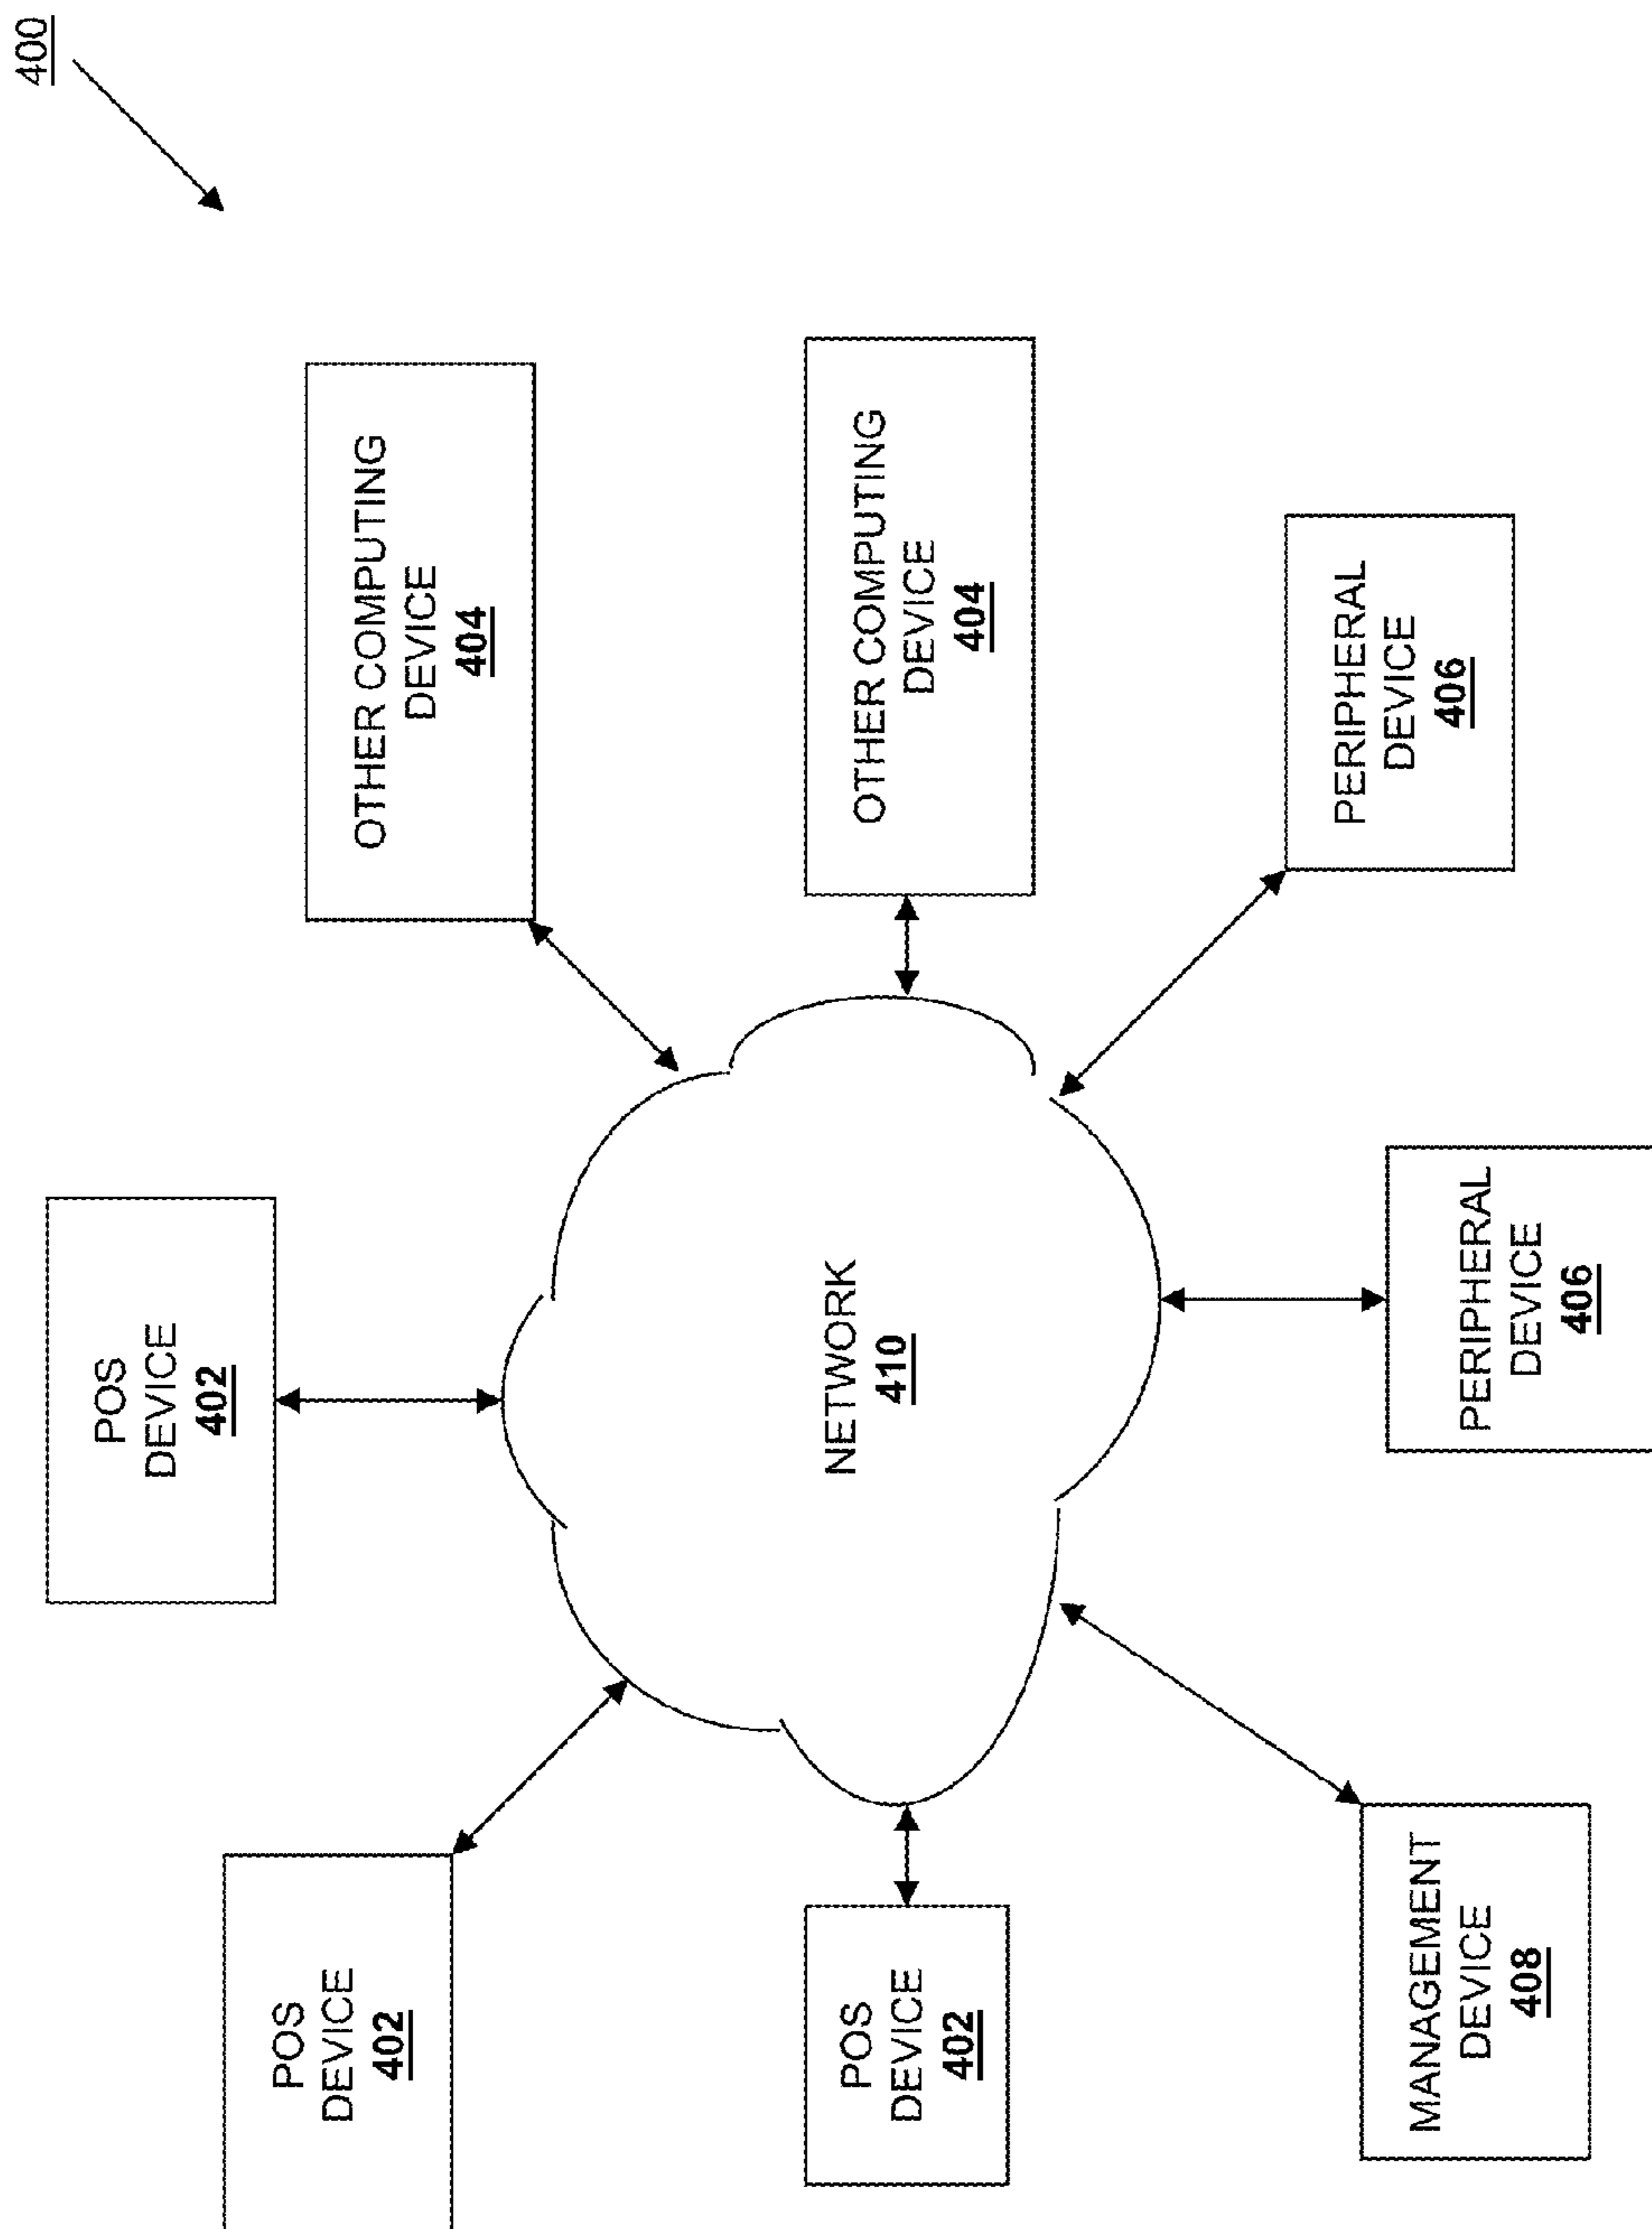 400
POS
DEVICE
402
OTHER COMPUTING
DEVICE
404
POS
DEVICE
402
POS
DEVICE
402
NETWORK
410
OTHER COMPUTING
DEVICE
404
MANAGEMENT
DEVICE
408
PERIPHERAL
DEVICE
406
PERIPHERAL
DEVICE
406